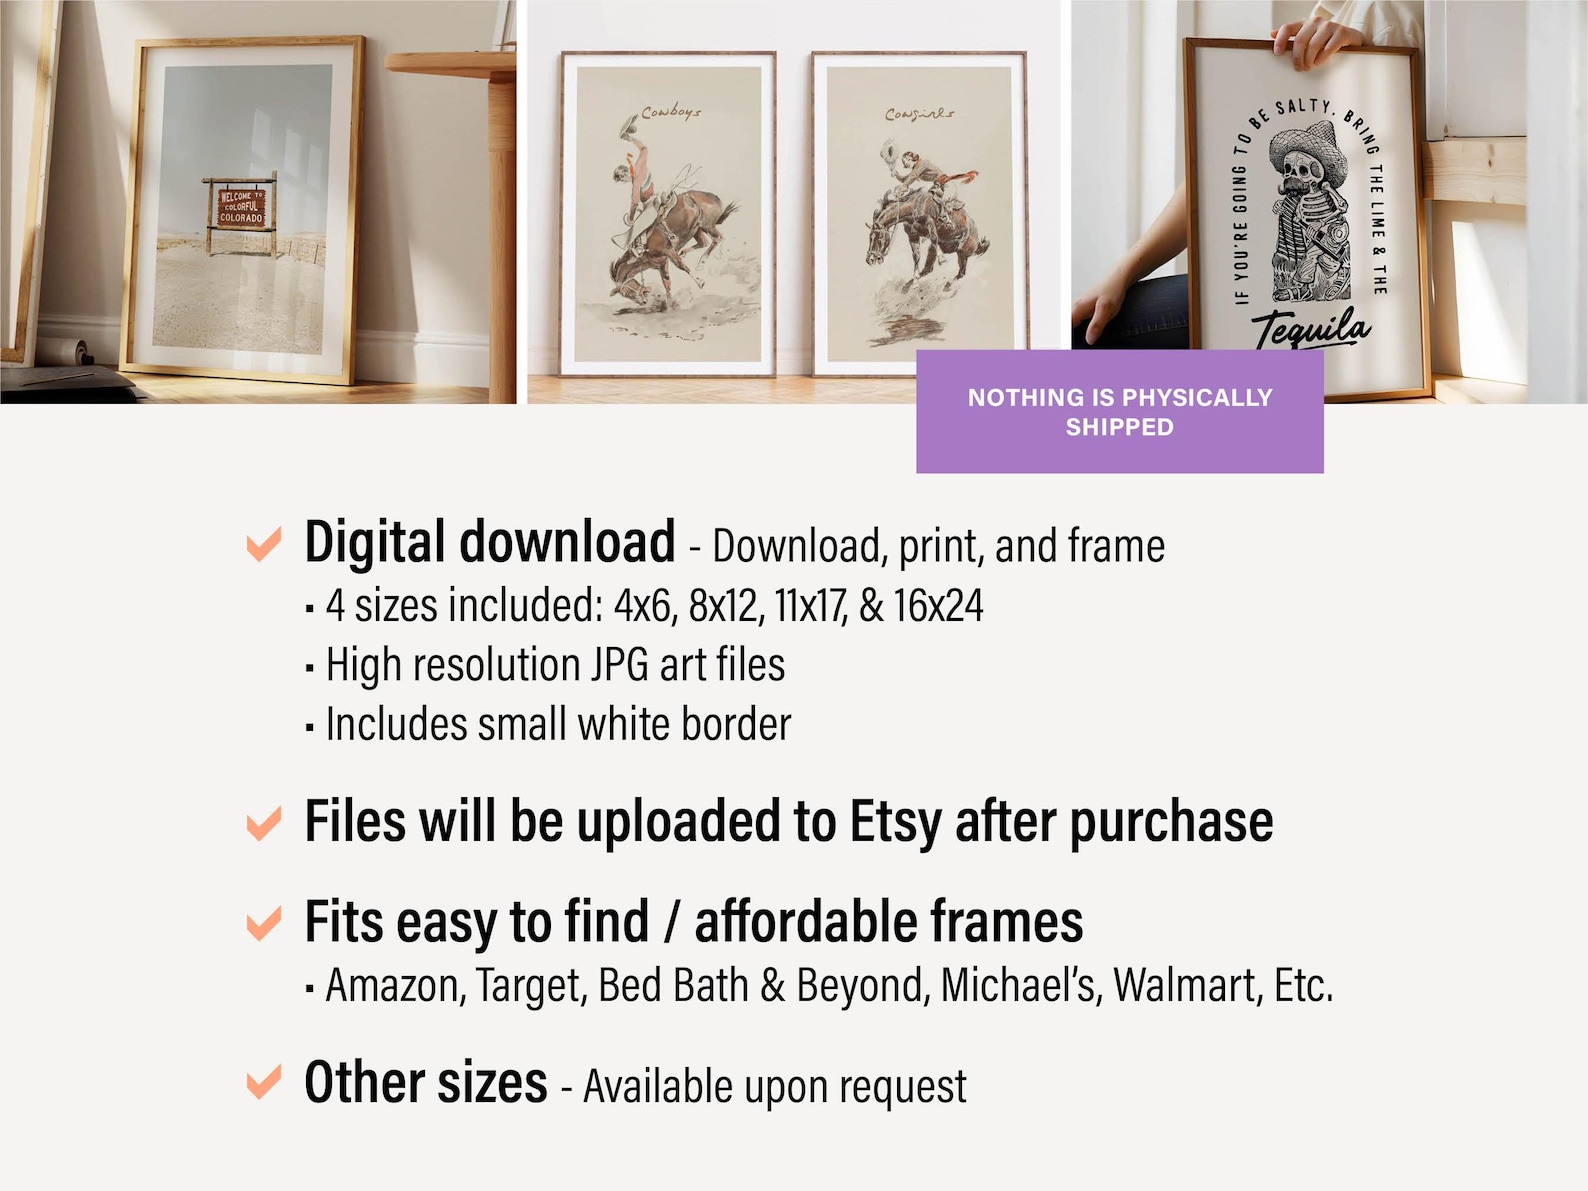 WELCOME TO
COLORFUL
COLORADO
Cowboys
Cowgirls
IF YOU'RE GOING TO BE SALTY, BRING THE LIME & THE
Tequila
NOTHING IS PHYSICALLY
SHIPPED
Digital download - Download, print, and frame
▪ 4 sizes included: 4x6, 8x12, 11x17, & 16x24
▪ High resolution JPG art files
▪ Includes small white border
Files will be uploaded to Etsy after purchase
Fits easy to find / affordable frames
▪ Amazon, Target, Bed Bath & Beyond, Michael's, Walmart, Etc.
Other sizes - Available upon request